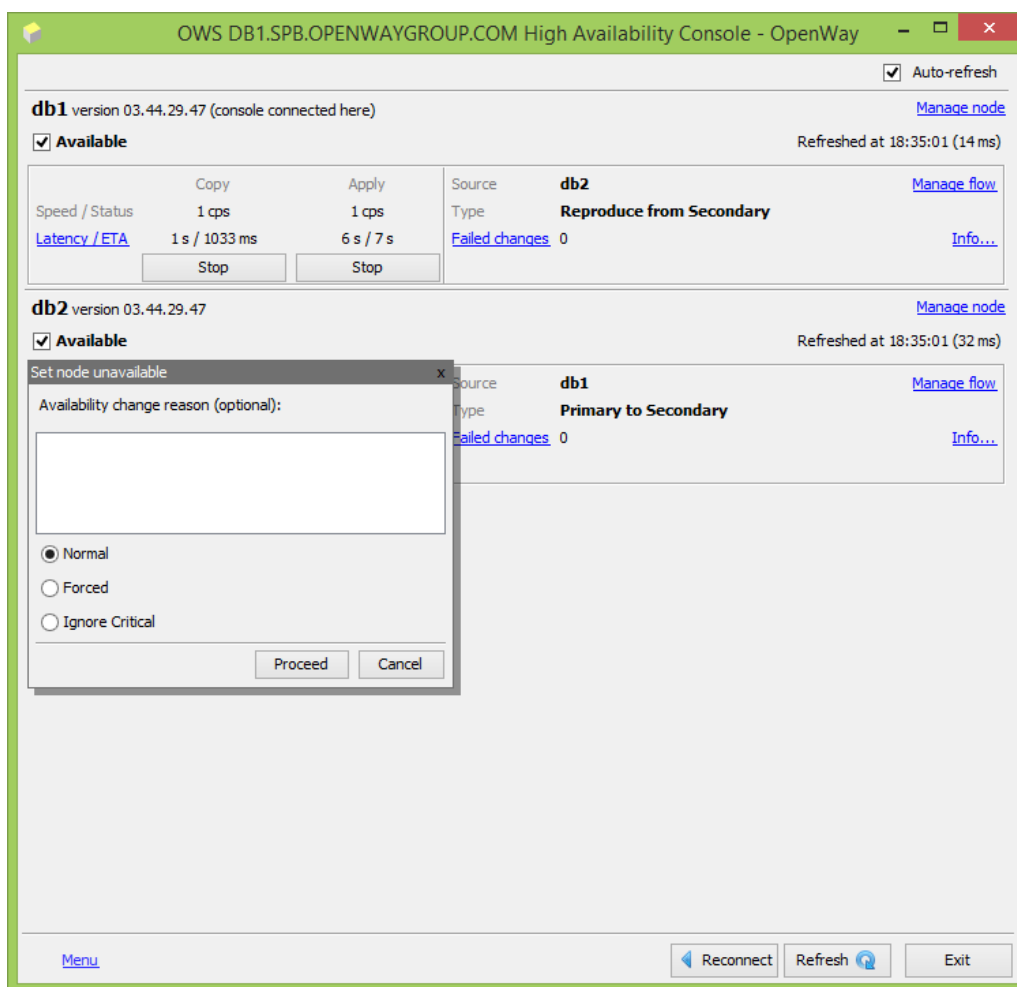 OWS DB1.SPB.OPENWAYGROUP.COM High Availability Console - OpenWay
Auto-refresh
db1 version 03.44.29.47 (console connected here) Manage node
Available Refreshed at 18:35:01 (14 ms)
Copy Apply Source db2 Manage flow
Speed / Status 1 cps 1 cps Type Reproduce from Secondary
Latency / ETA 1 s / 1033 ms 6 s / 7 s Failed changes 0 Info...
Stop Stop
db2 version 03.44.29.47 Manage node
Available Refreshed at 18:35:01 (32 ms)
Set node unavailable x
Source db1 Manage flow
Availability change reason (optional):
Type Primary to Secondary
Failed changes 0 Info...
Normal
Forced
Ignore Critical
Proceed Cancel
Menu Reconnect Refresh Exit